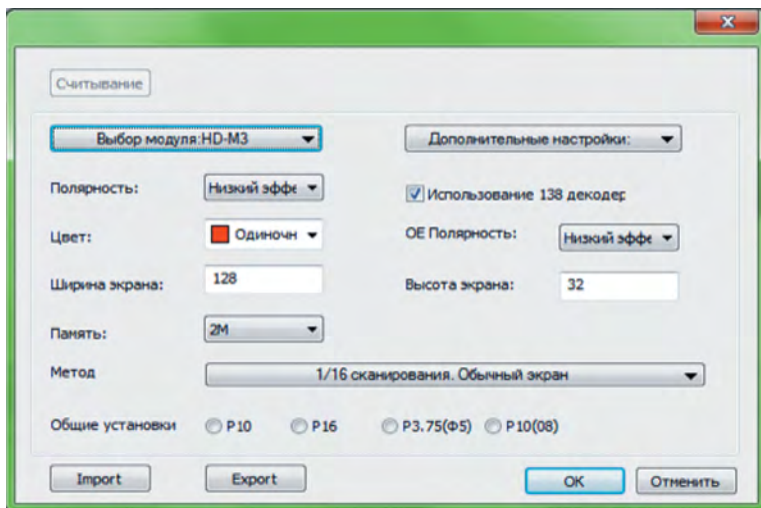 Считывание
Выбор модуля:HD-M3 Дополнительные настройки:
Полярность: Низкий эффе Использование 138 декодер
Цвет: Одиночн ОЕ Полярность: Низкий эффе
Ширина экрана: 128 Высота экрана: 32
Память: 2M
Метод 1/16 сканирования. Обычный экран
Общие установки P10 P16 P3.75(Ф5) P10(08)
Import Export OK Отменить